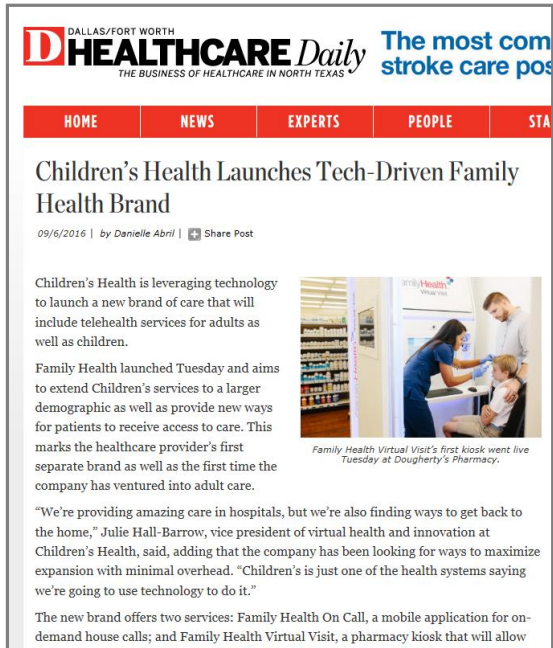 DALLAS/FORT WORTH
D HEALTHCARE Daily
THE BUSINESS OF HEALTHCARE IN NORTH TEXAS
The most com
stroke care pos
HOME NEWS EXPERTS PEOPLE STA
Children’s Health Launches Tech-Driven Family
Health Brand
09/6/2016 | by Danielle Abril | Share Post
Children’s Health is leveraging technology
to launch a new brand of care that will
include telehealth services for adults as
well as children.
Family Health launched Tuesday and aims
to extend Children’s services to a larger
demographic as well as provide new ways
for patients to receive access to care. This
marks the healthcare provider’s first
separate brand as well as the first time the
company has ventured into adult care.
amilyHealth
Virtual Visit
Family Health Virtual Visit’s first kiosk went live
Tuesday at Dougherty’s Pharmacy.
“We’re providing amazing care in hospitals, but we’re also finding ways to get back to
the home,” Julie Hall-Barrow, vice president of virtual health and innovation at
Children’s Health, said, adding that the company has been looking for ways to maximize
expansion with minimal overhead. “Children’s is just one of the health systems saying
we’re going to use technology to do it.”
The new brand offers two services: Family Health On Call, a mobile application for on-
demand house calls; and Family Health Virtual Visit, a pharmacy kiosk that will allow